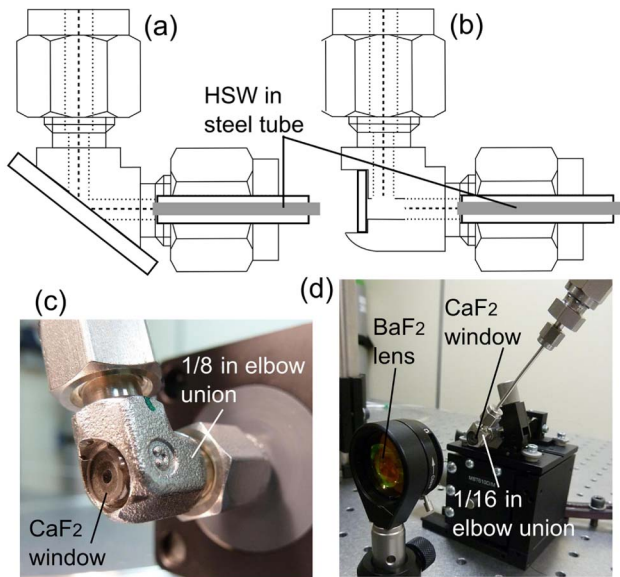 (a)
(b)
HSW in
steel tube
(c)
(d)
1/8 in elbow
union
CaF2
window
BaF2
lens
CaF2
window
1/16 in
elbow union